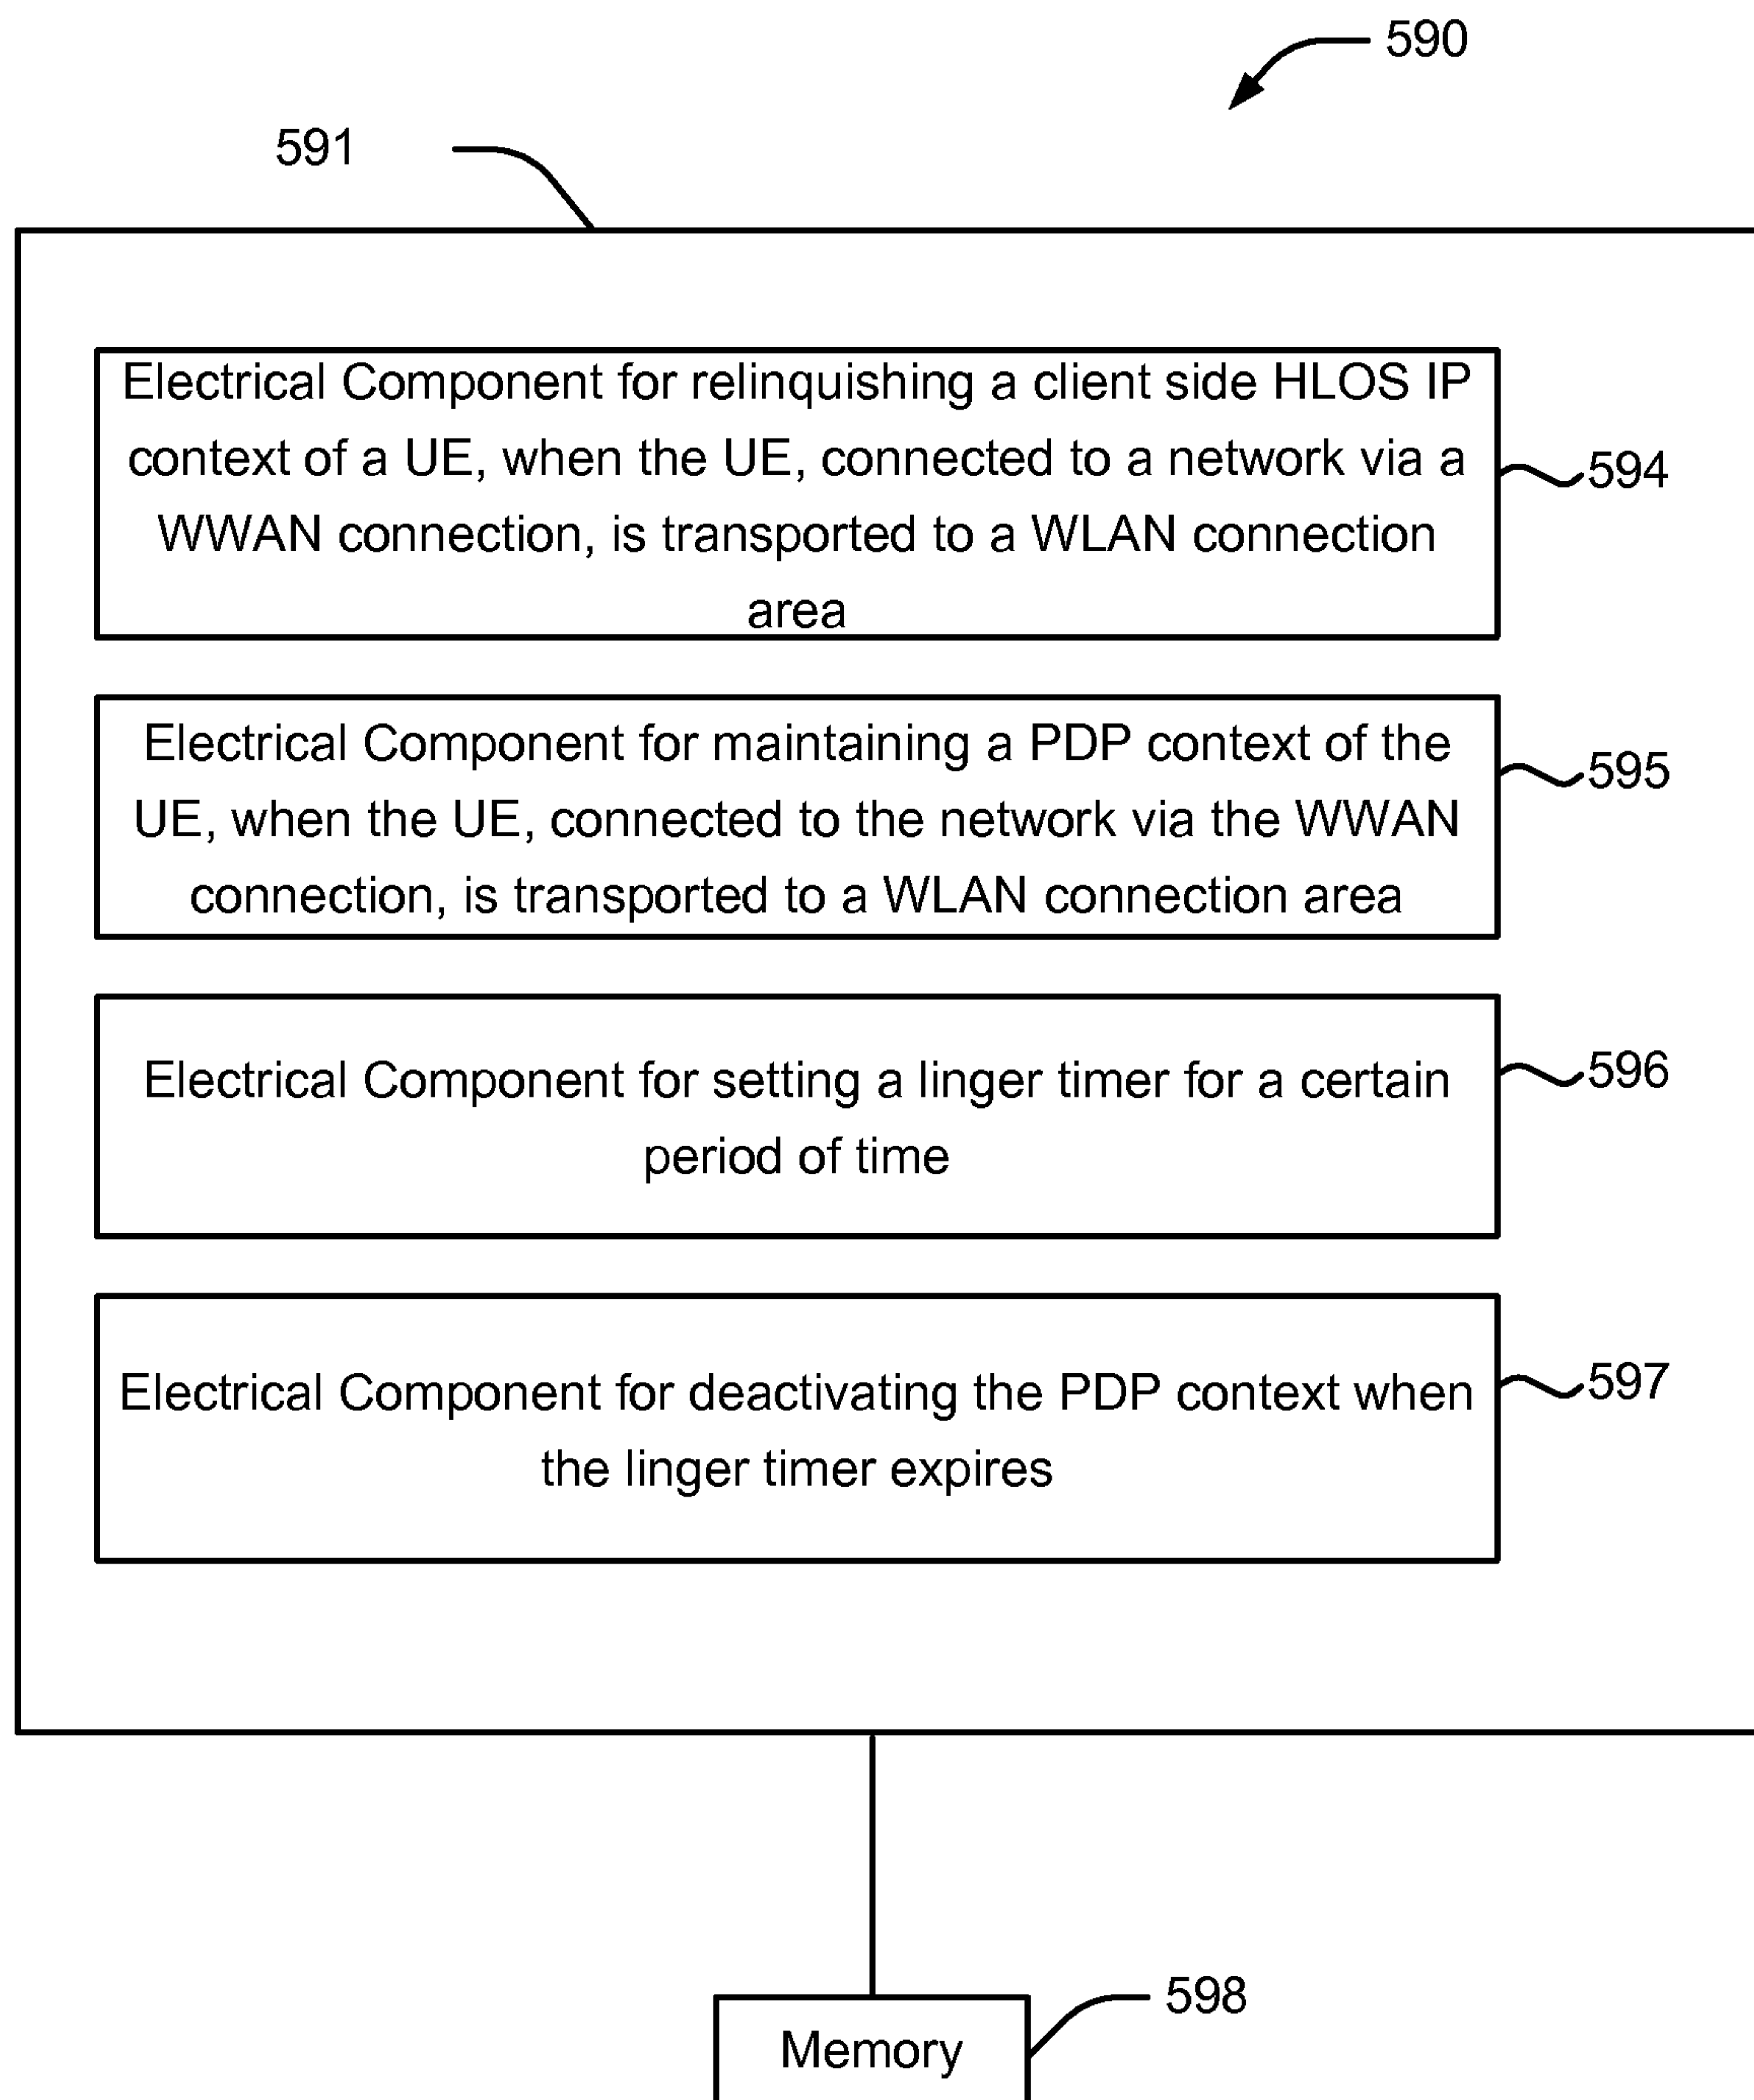 590
591
Electrical Component for relinquishing a client side HLOS IP
context of a UE, when the UE, connected to a network via a
WWAN connection, is transported to a WLAN connection
area
594
Electrical Component for maintaining a PDP context of the
UE, when the UE, connected to the network via the WWAN
connection, is transported to a WLAN connection area
595
Electrical Component for setting a linger timer for a certain
period of time
596
Electrical Component for deactivating the PDP context when
the linger timer expires
597
598
Memory